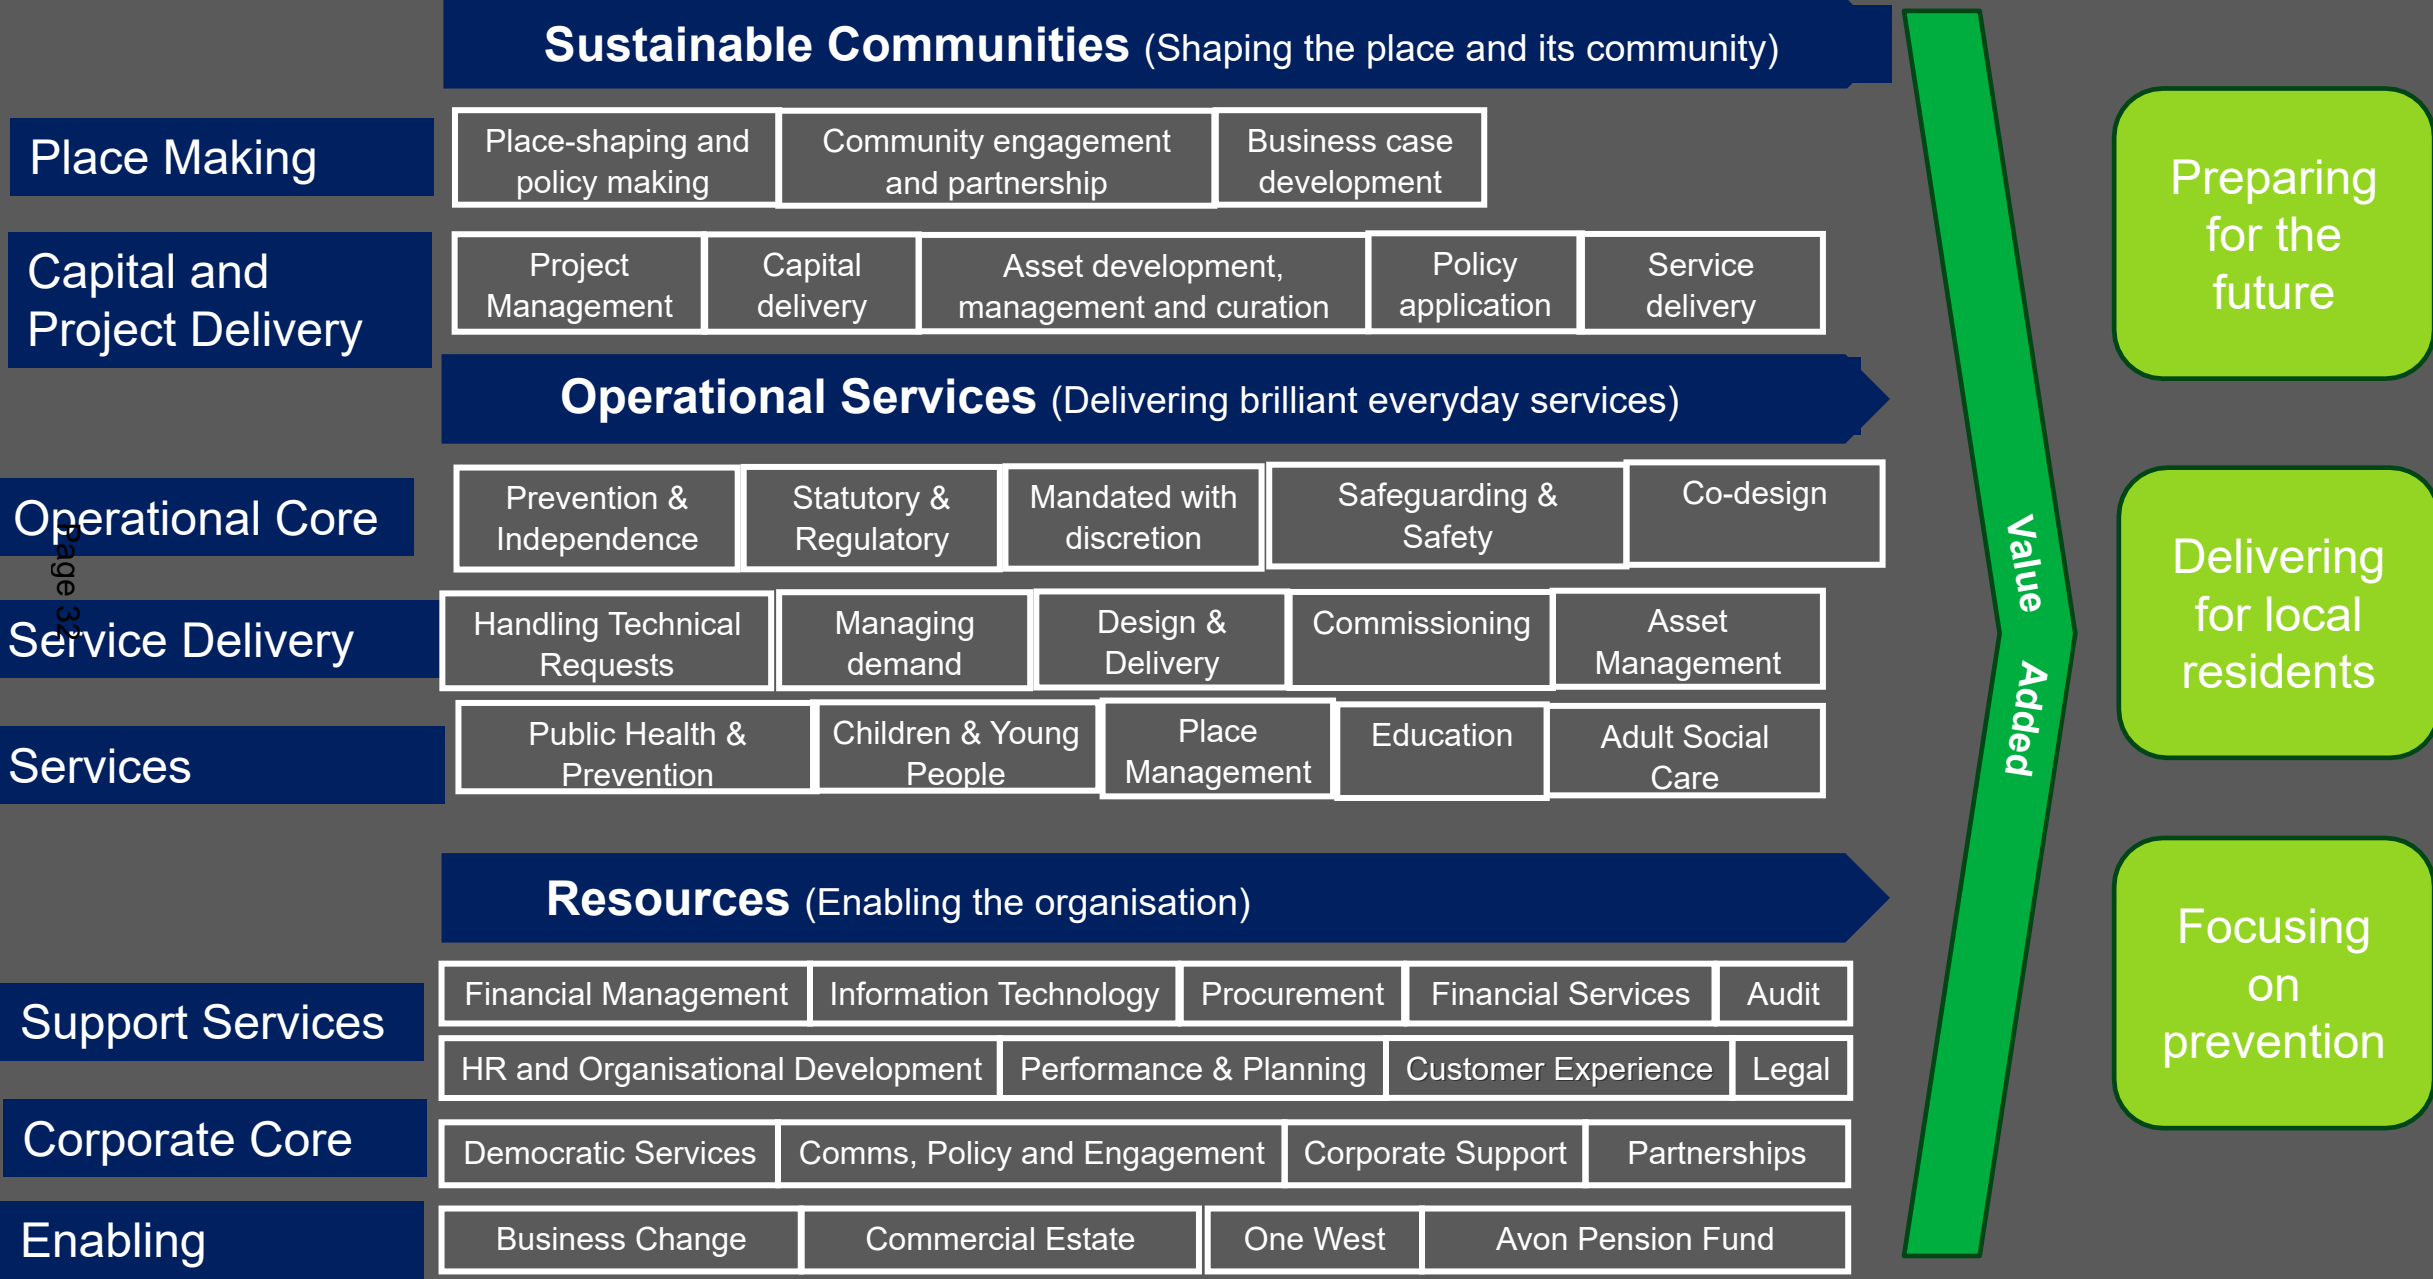 Sustainable Communities (Shaping the place and its community)
Place Making
Place-shaping and
policy making
Community engagement
and partnership
Business case
development
Capital and
Project Delivery
Project
Management
Capital
delivery
Asset development,
management and curation
Policy
application
Service
delivery
Operational Services (Delivering brilliant everyday services)
Operational Core
Prevention &
Independence
Statutory &
Regulatory
Mandated with
discretion
Safeguarding &
Safety
Co-design
Page 32
Service Delivery
Handling Technical
Requests
Managing
demand
Design &
Delivery
Commissioning
Asset
Management
Services
Public Health &
Prevention
Children & Young
People
Place
Management
Education
Adult Social
Care
Resources (Enabling the organisation)
Support Services
Financial Management
Information Technology
Procurement
Financial Services
Audit
HR and Organisational Development
Performance & Planning
Customer Experience
Legal
Corporate Core
Democratic Services
Comms, Policy and Engagement
Corporate Support
Partnerships
Enabling
Business Change
Commercial Estate
One West
Avon Pension Fund
Value Added
Preparing
for the
future
Delivering
for local
residents
Focusing
on
prevention